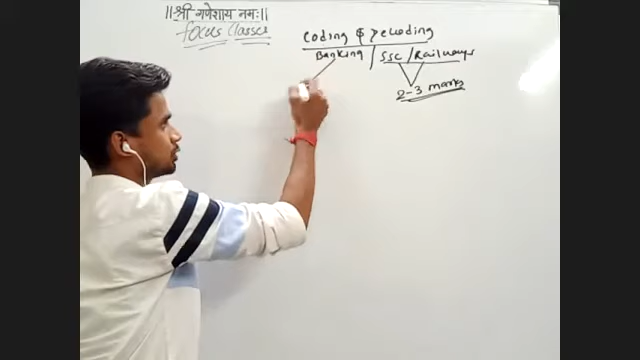 ||श्री गणेशाय नमः||
focus Classes
Coding & Decoding
Banking / SSC / Railways
2-3 marks